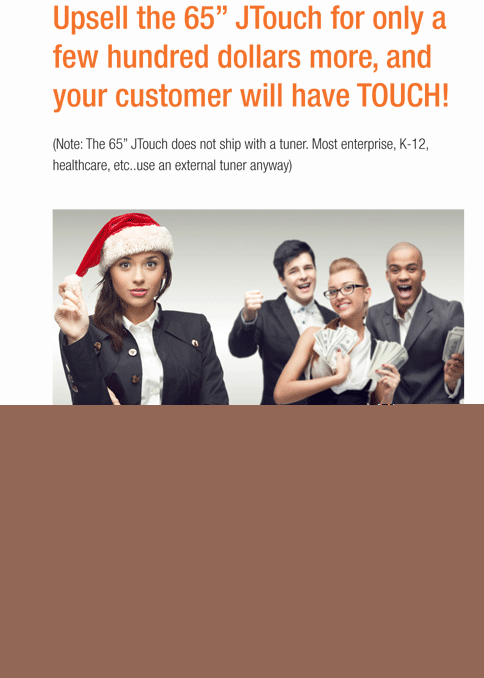 Upsell the 65” JTouch for only a
few hundred dollars more, and
your customer will have TOUCH!
(Note: The 65” JTouch does not ship with a tuner. Most enterprise, K-12,
healthcare, etc..use an external tuner anyway)